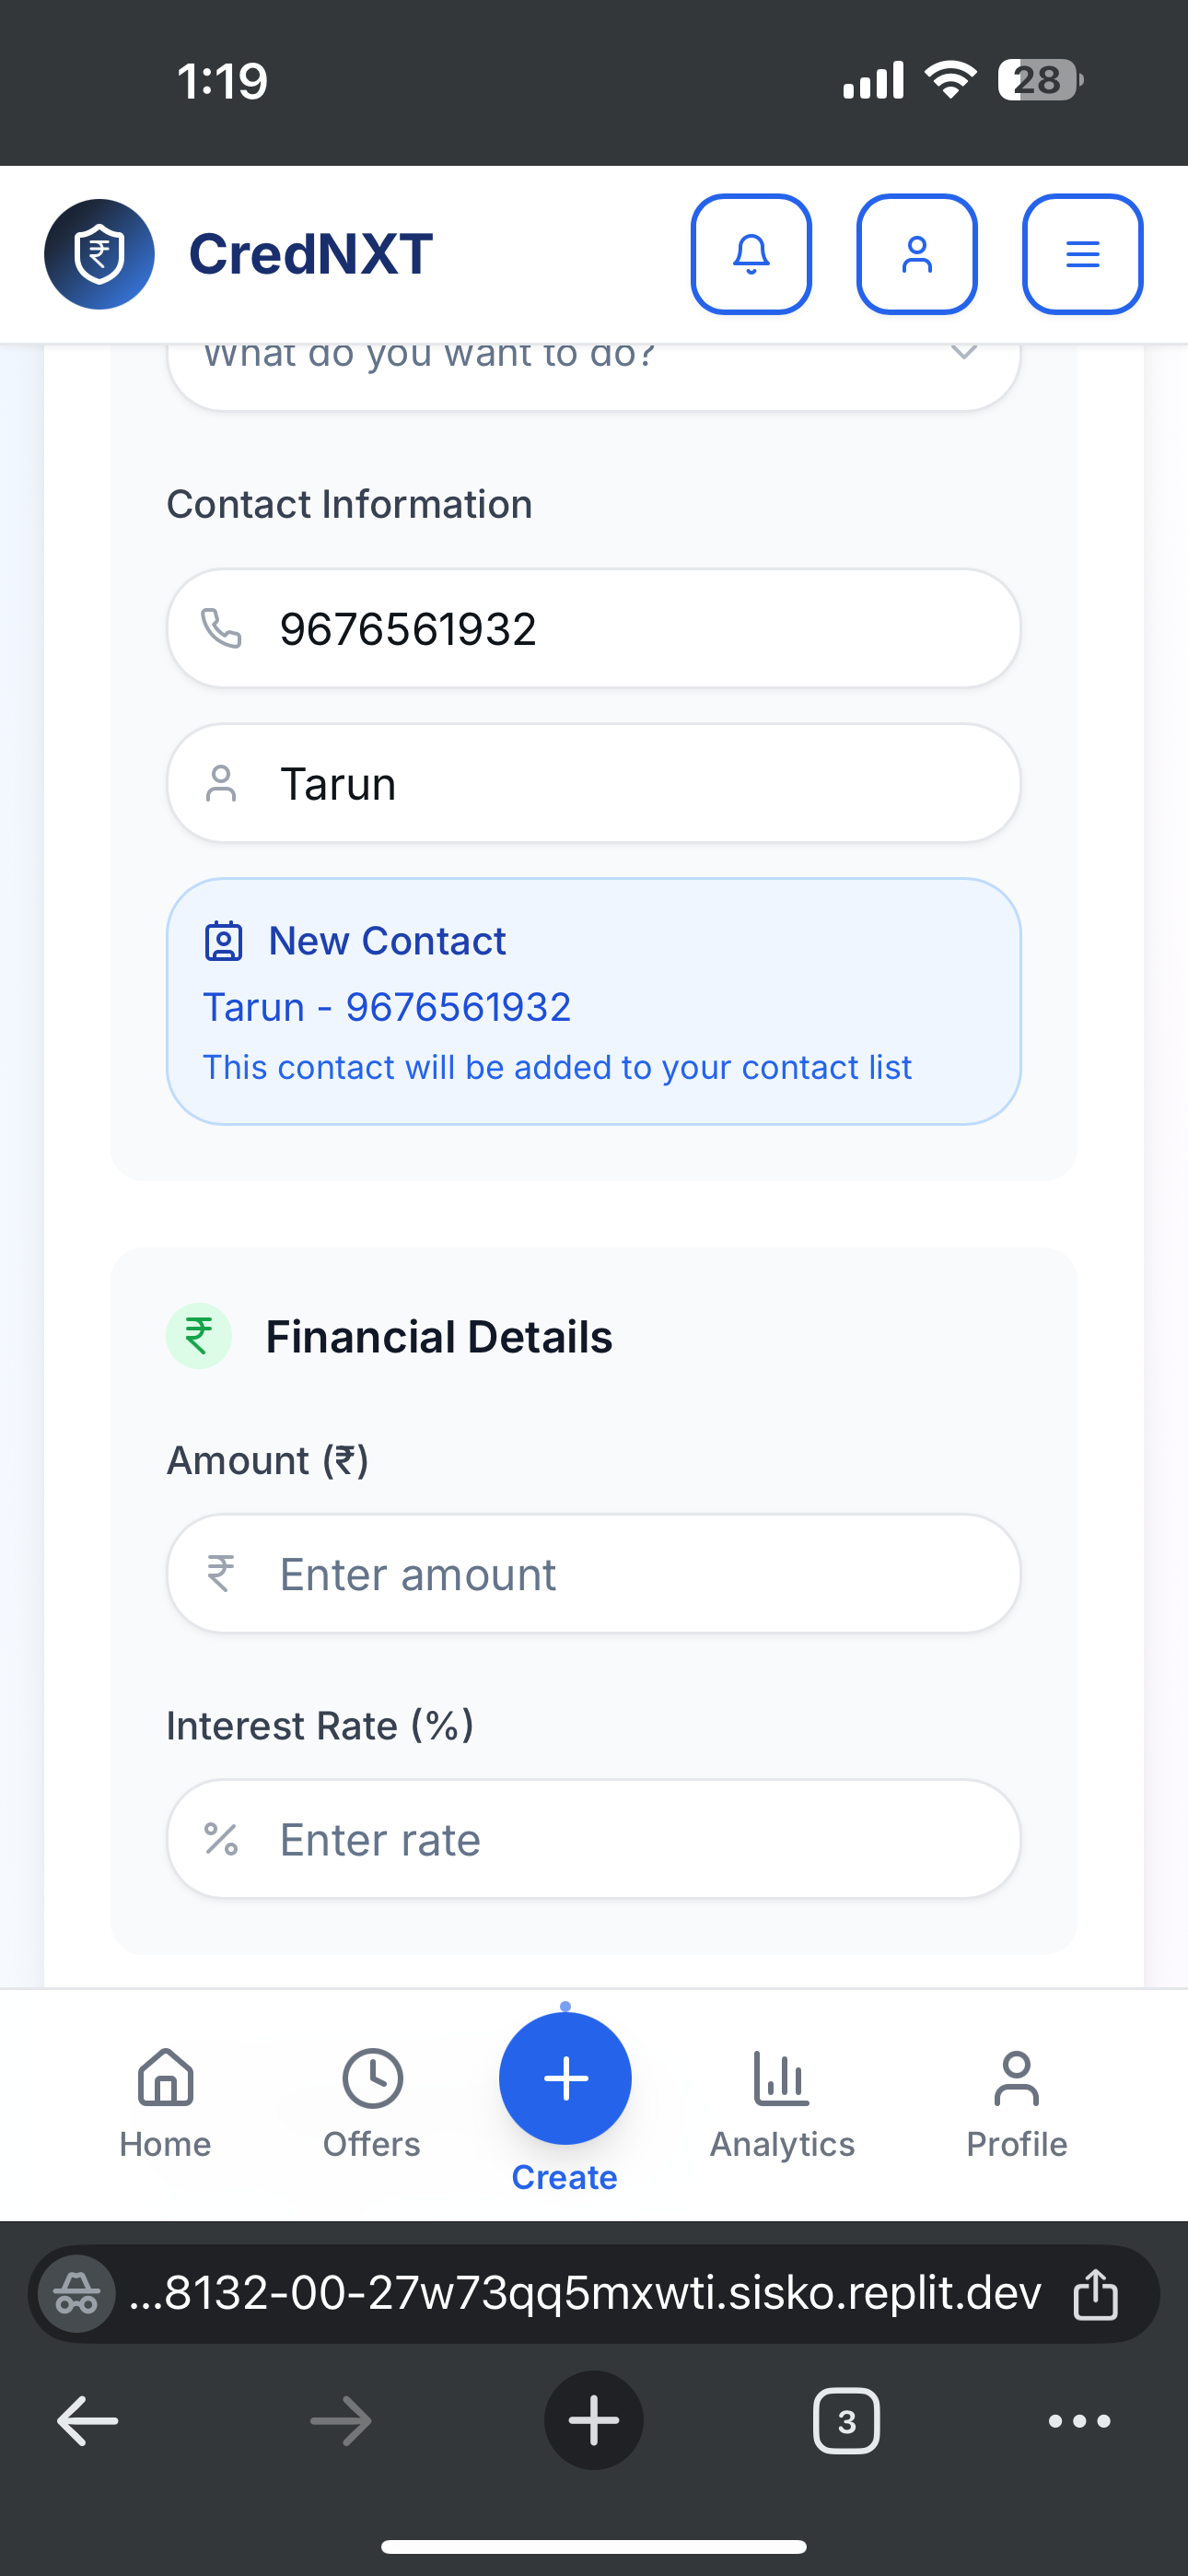 1:19
28
CredNXT
What do you want to do?
Contact Information
9676561932
Tarun
New Contact
Tarun - 9676561932
This contact will be added to your contact list
₹ Financial Details
Amount (₹)
₹ Enter amount
Interest Rate (%)
% Enter rate
Home
Offers
Create
Analytics
Profile
...8132-00-27w73qq5mxwti.sisko.replit.dev
3